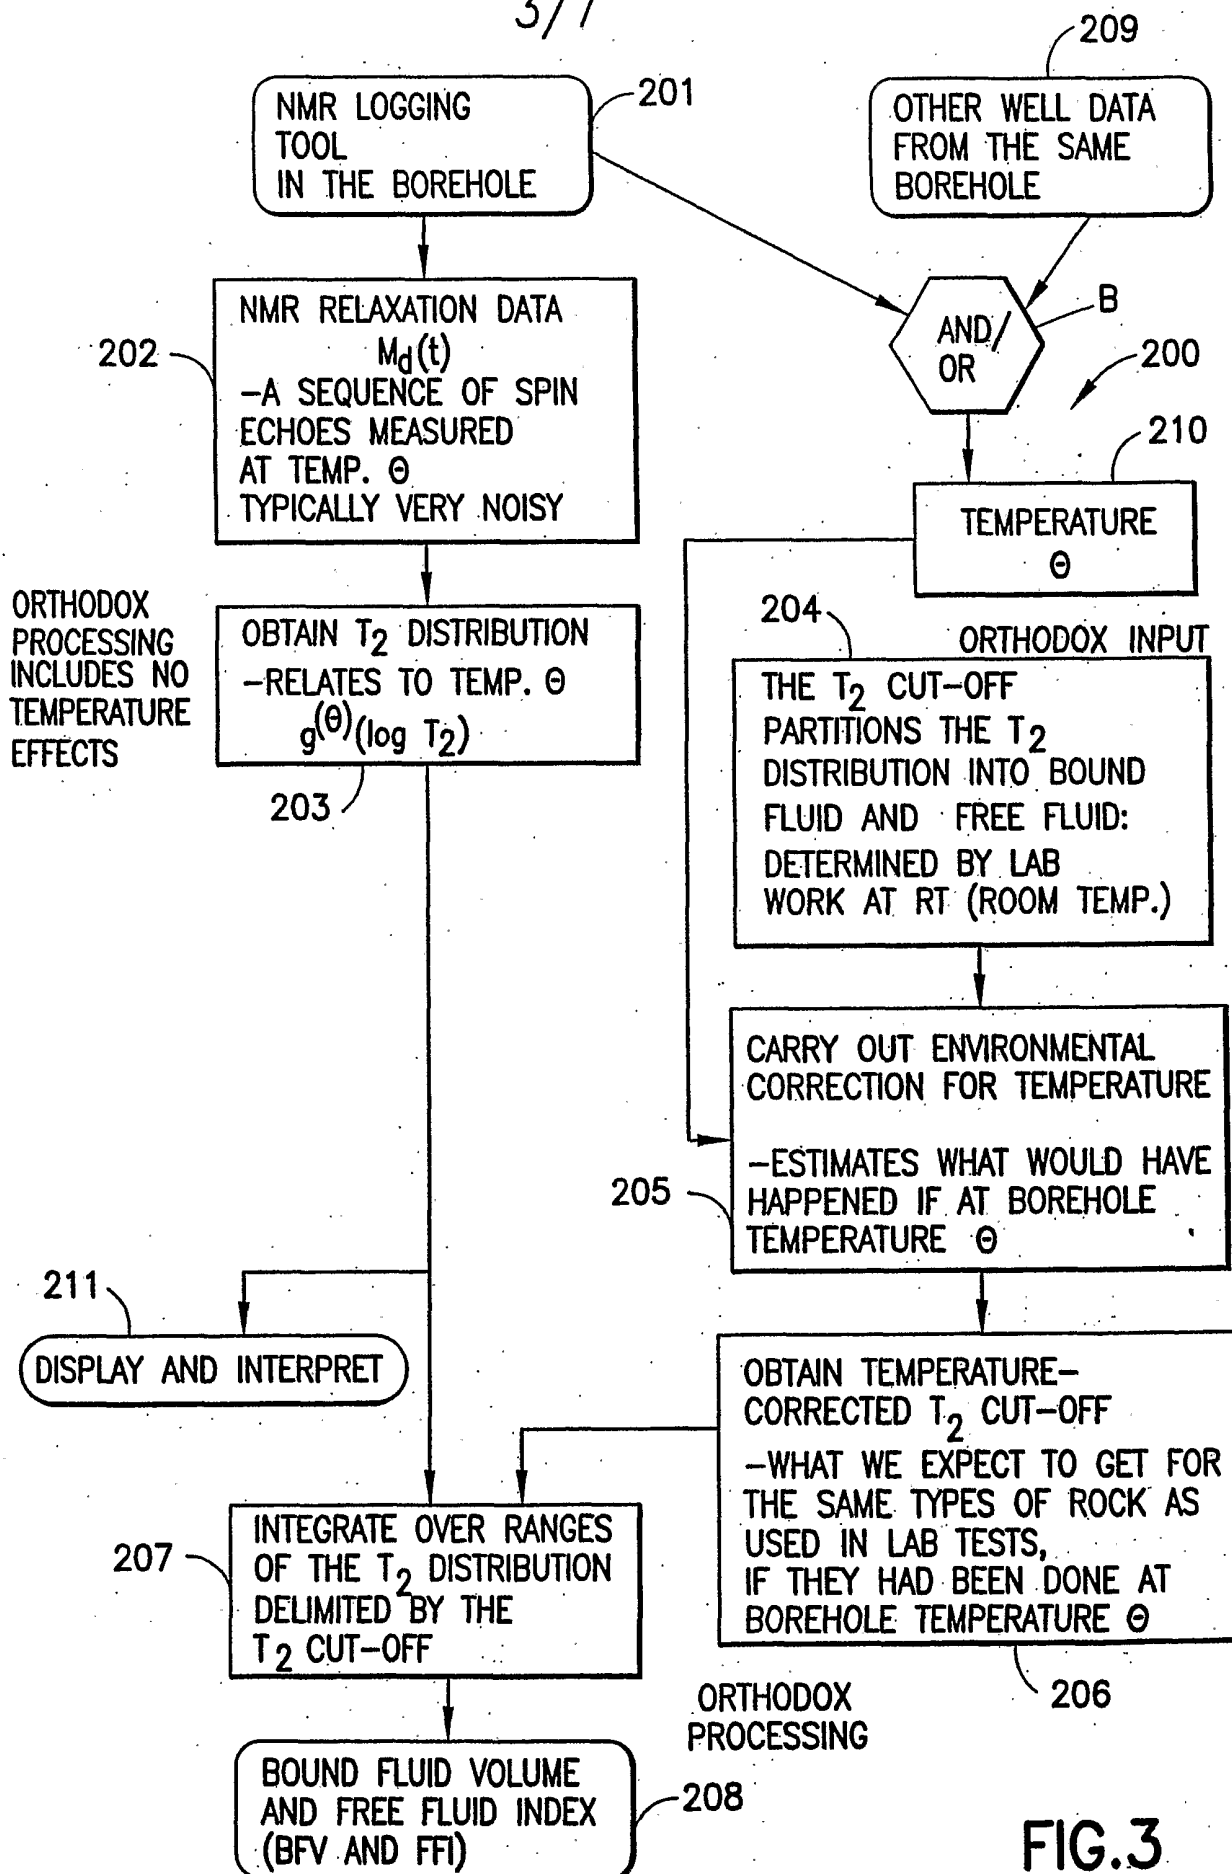 3/7
209
NMR LOGGING
TOOL
IN THE BOREHOLE
201
OTHER WELL DATA
FROM THE SAME
BOREHOLE
NMR RELAXATION DATA
Md(t)
-A SEQUENCE OF SPIN
ECHOES MEASURED
AT TEMP. Θ
TYPICALLY VERY NOISY
202
AND/
OR
B
200
210
TEMPERATURE
Θ
ORTHODOX
PROCESSING
INCLUDES NO
TEMPERATURE
EFFECTS
OBTAIN T2 DISTRIBUTION
-RELATES TO TEMP. Θ
g(Θ)(log T2)
203
204
ORTHODOX INPUT
THE T2 CUT-OFF
PARTITIONS THE T2
DISTRIBUTION INTO BOUND
FLUID AND FREE FLUID:
DETERMINED BY LAB
WORK AT RT (ROOM TEMP.)
CARRY OUT ENVIRONMENTAL
CORRECTION FOR TEMPERATURE
-ESTIMATES WHAT WOULD HAVE
HAPPENED IF AT BOREHOLE
TEMPERATURE Θ
205
211
DISPLAY AND INTERPRET
OBTAIN TEMPERATURE-
CORRECTED T2 CUT-OFF
-WHAT WE EXPECT TO GET FOR
THE SAME TYPES OF ROCK AS
USED IN LAB TESTS,
IF THEY HAD BEEN DONE AT
BOREHOLE TEMPERATURE Θ
206
207
INTEGRATE OVER RANGES
OF THE T2 DISTRIBUTION
DELIMITED BY THE
T2 CUT-OFF
ORTHODOX
PROCESSING
BOUND FLUID VOLUME
AND FREE FLUID INDEX
(BFV AND FFI)
208
FIG.3